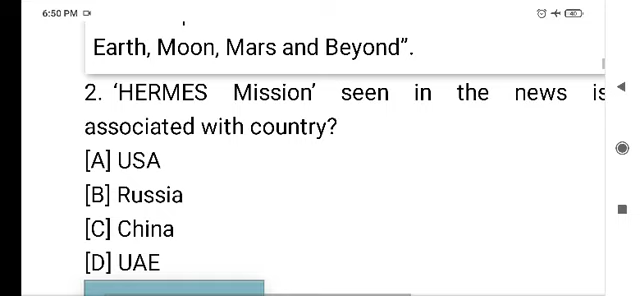 6:50 PM
40
Earth, Moon, Mars and Beyond”.
2. ‘HERMES Mission’ seen in the news is
associated with country?
[A] USA
[B] Russia
[C] China
[D] UAE